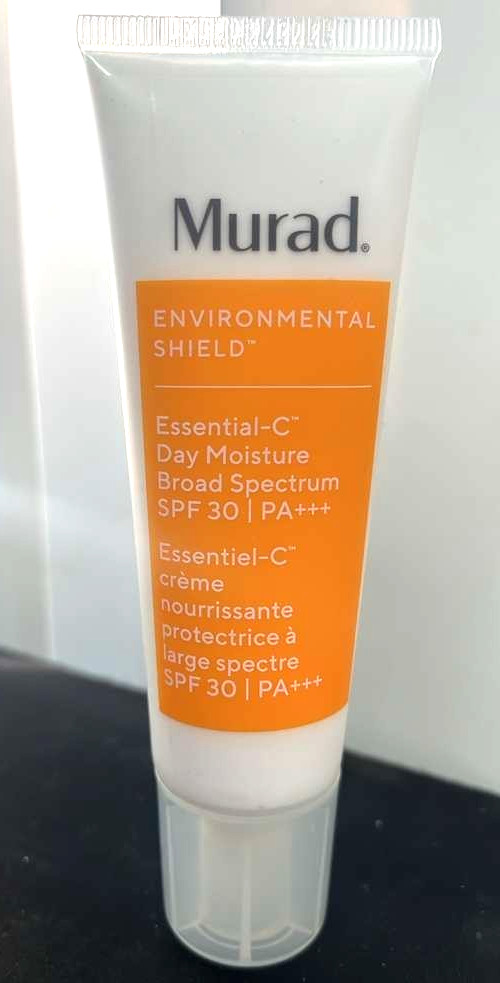 Murad®
ENVIRONMENTAL
SHIELD™
Essential-C™
Day Moisture
Broad Spectrum
SPF 30 | PA+++
Essentiel-C™
crème
nourrissante
protectrice à
large spectre
SPF 30 | PA+++